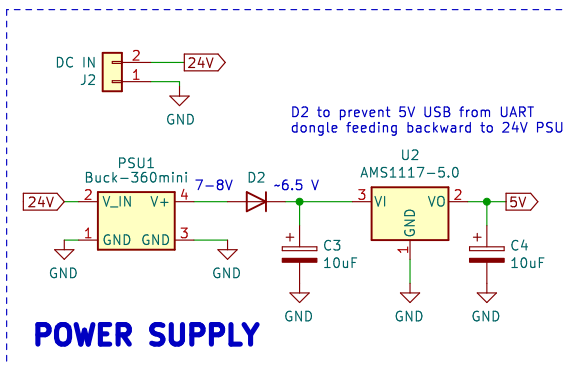 DC IN
J2
2
1
24V
GND
D2 to prevent 5V USB from UART
dongle feeding backward to 24V PSU
PSU1
Buck-360mini
24V
2
V_IN
V+
4
1
GND
GND
3
GND
GND
7-8V
D2
~6.5 V
+
C3
10uF
GND
U2
AMS1117-5.0
3
VI
VO
2
GND
1
GND
5V
+
C4
10uF
GND
POWER SUPPLY